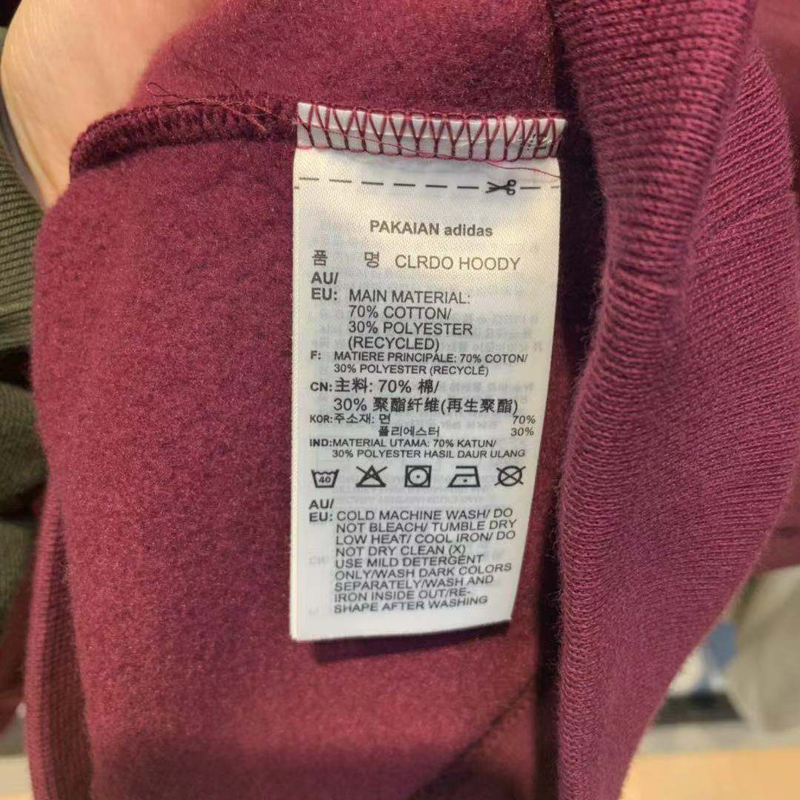 PAKAIAN adidas
품 명 CLRDO HOODY
AU/
EU: MAIN MATERIAL:
70% COTTON/
30% POLYESTER
(RECYCLED)
F: MATIERE PRINCIPALE: 70% COTON/
30% POLYESTER (RECYCLÉ)
CN: 主料: 70% 棉/
30% 聚酯纤维(再生聚酯)
KOR: 주소재: 면 70%
폴리에스터 30%
IND: MATERIAL UTAMA: 70% KATUN/
30% POLYESTER HASIL DAUR ULANG
40
AU/
EU: COLD MACHINE WASH/ DO
NOT BLEACH/ TUMBLE DRY
LOW HEAT/ COOL IRON/ DO
NOT DRY CLEAN (X)
USE MILD DETERGENT
ONLY/WASH DARK COLORS
SEPARATELY/WASH AND
IRON INSIDE OUT/RE-
SHAPE AFTER WASHING